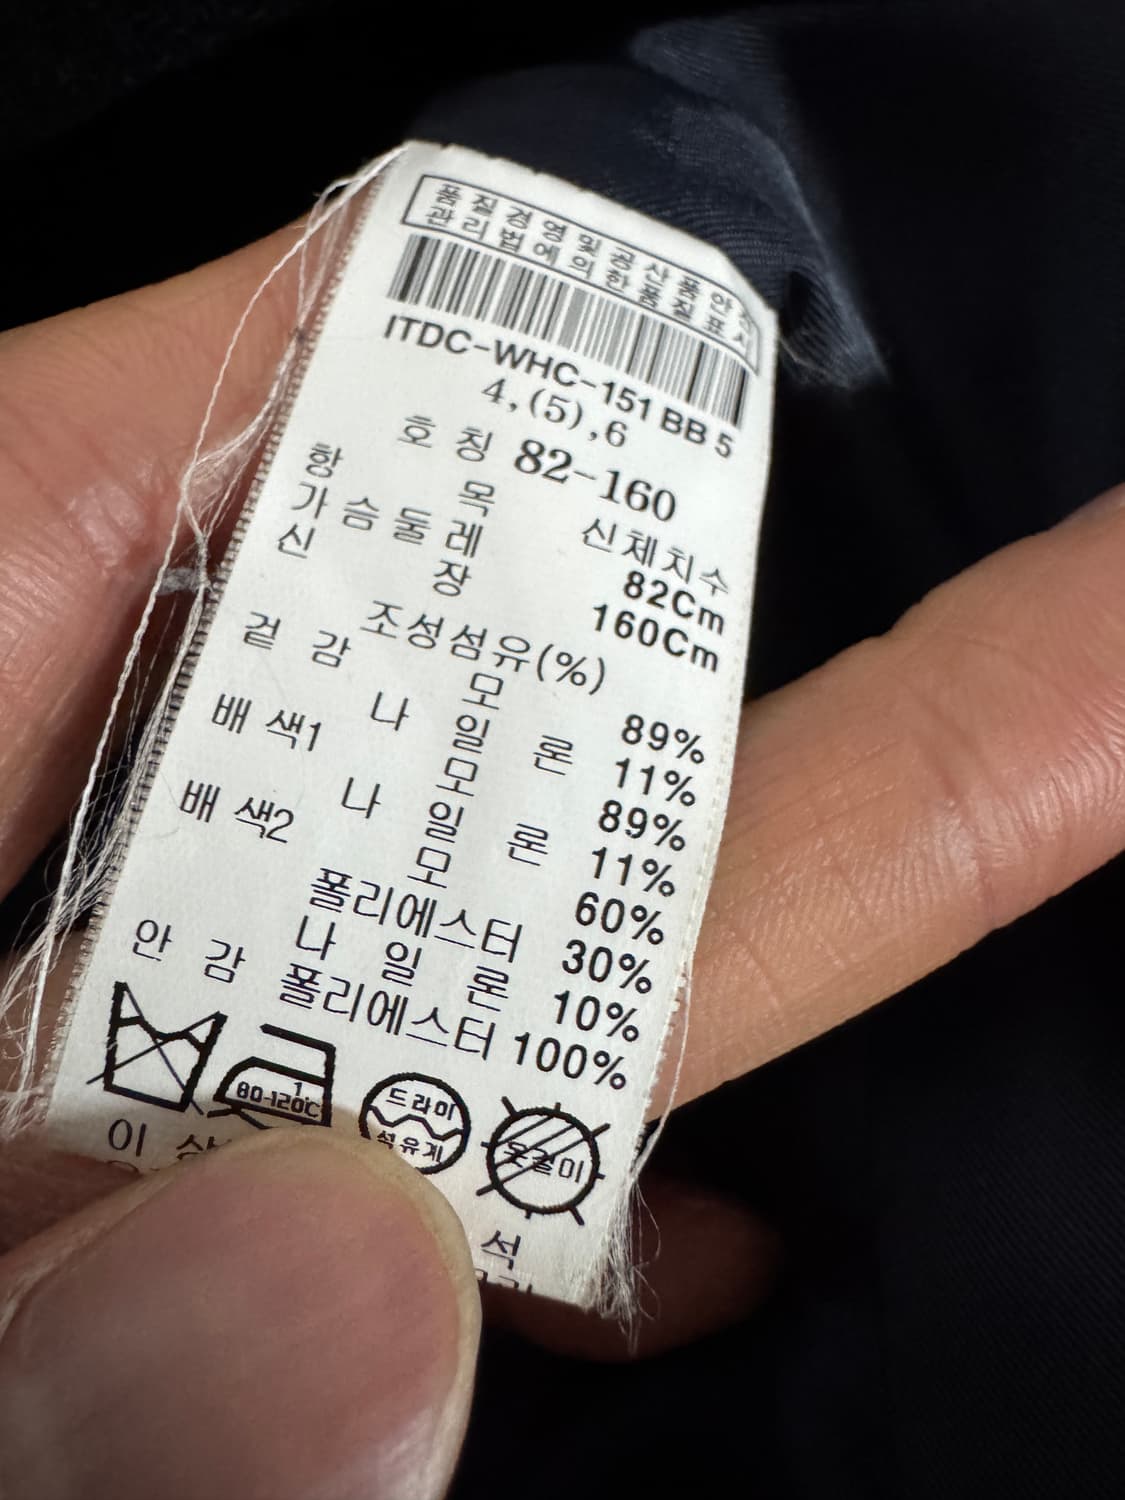 품질경영및공산품안전
관리법에의한품질표시
ITDC-WHC-151 BB 5
4,(5),6
호칭 82-160
항 목 신체치수
가슴둘레 82Cm
신 장 160Cm
조성섬유(%)
겉 감 모 89%
나 일 론 11%
배 색1 모 89%
나 일 론 11%
배 색2 모 60%
폴리에스터 30%
나 일 론 10%
안 감 폴리에스터 100%
80-120℃
드라이
석유계
옷걸이
이
석